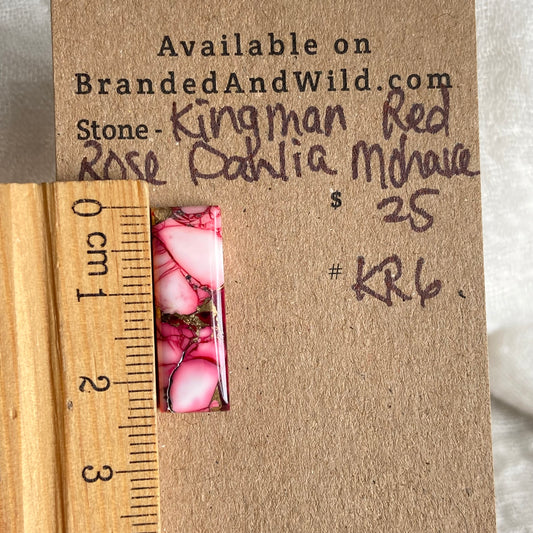 Available on
BrandedAndWild.com
Stone - Kingman Red
Rose Dahlia Mohave
$ 25
# KR6.
0
cm
1
2
3